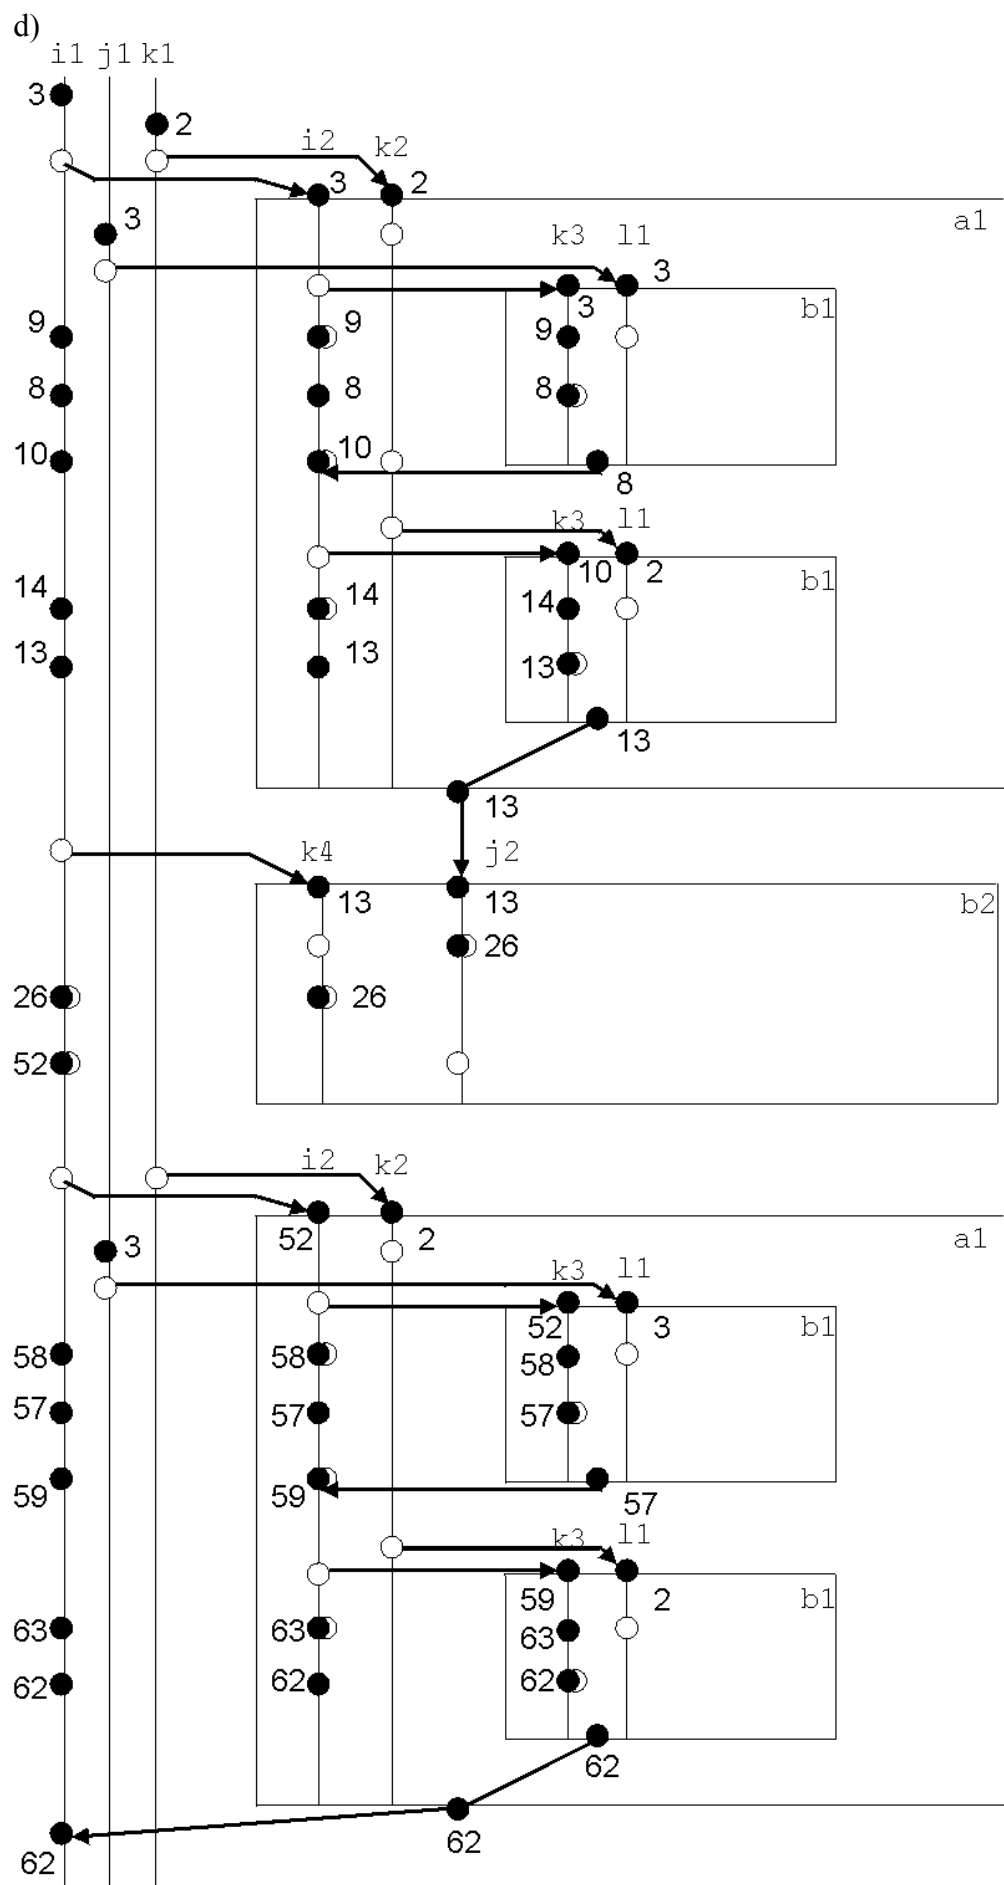 d)
i1 j1 k1
3
2
i2 k2
3 2
a1
3
k3 l1
3
3
b1
9 9 9
8 8 8
10 10
8
k3 l1
10 2
b1
14 14 14
13 13 13
13
13
k4 j2
13 13
b2
26
26 26
52
i2 k2
52 2
a1
3
k3 l1
52 3
b1
58 58 58
57 57 57
59 59
57
k3 l1
59 2
b1
63 63 63
62 62 62
62
62
62